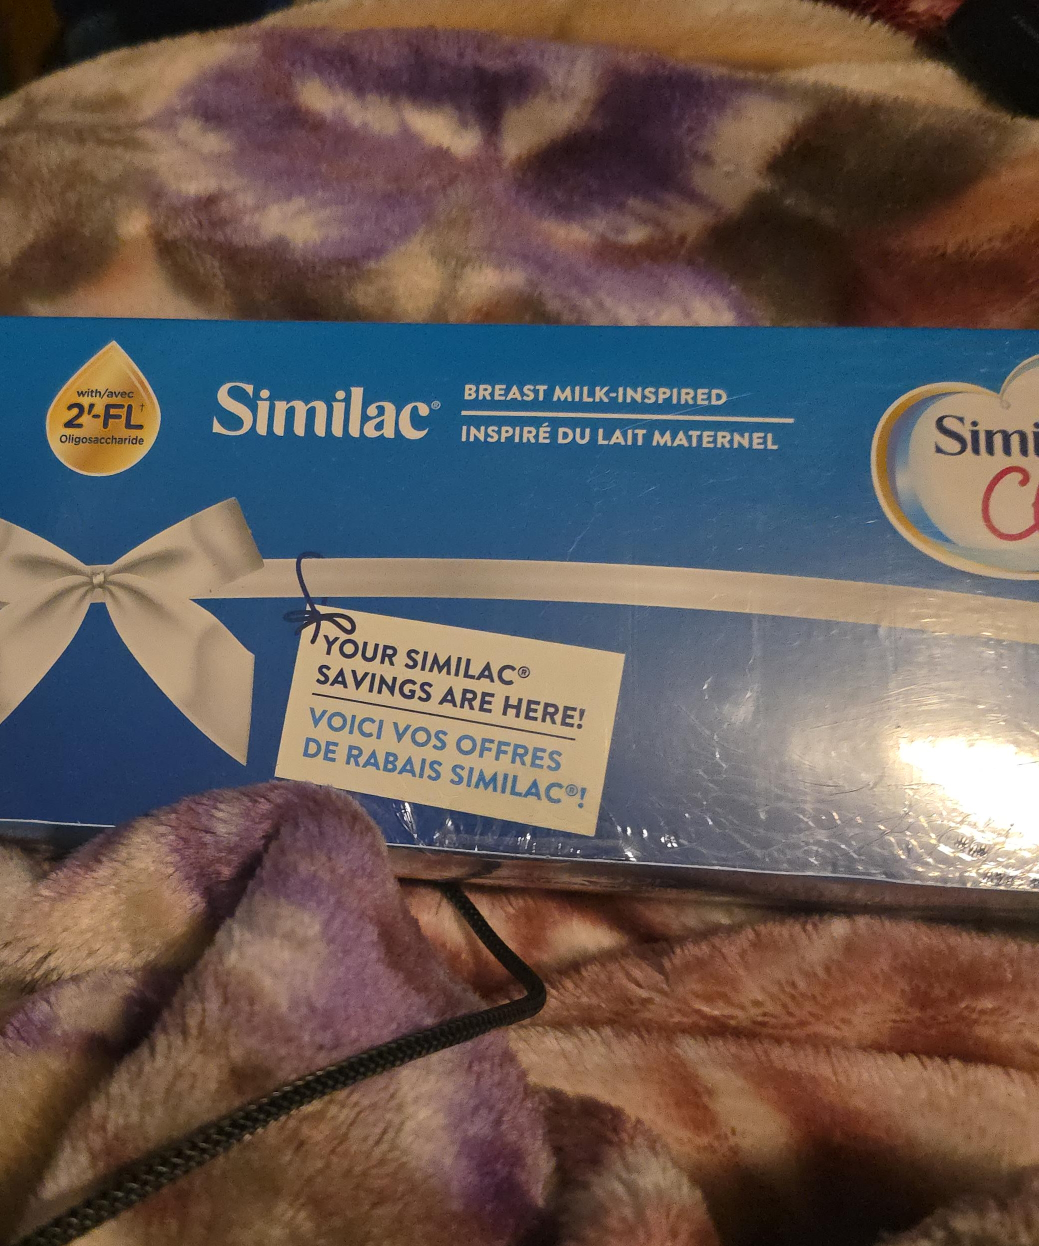 with/avec
2'-FL†
Oligosaccharide
Similac®
BREAST MILK-INSPIRED
INSPIRÉ DU LAIT MATERNEL
YOUR SIMILAC®
SAVINGS ARE HERE!
VOICI VOS OFFRES
DE RABAIS SIMILAC®!